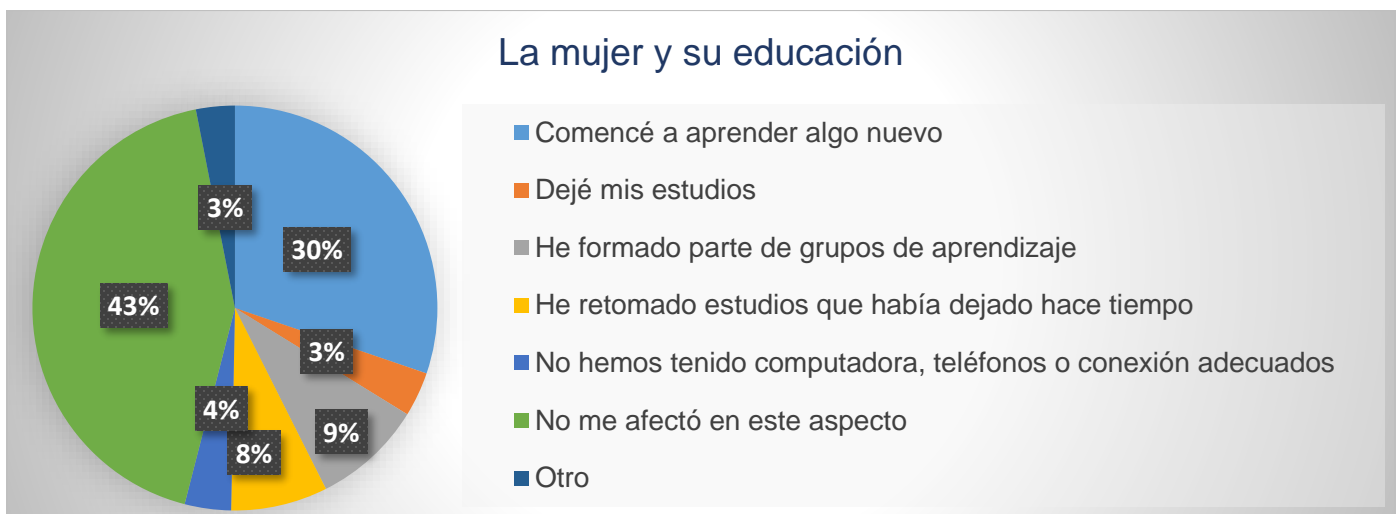 La mujer y su educación
3%
30%
43%
3%
4%
9%
8%
Comencé a aprender algo nuevo
Dejé mis estudios
He formado parte de grupos de aprendizaje
He retomado estudios que había dejado hace tiempo
No hemos tenido computadora, teléfonos o conexión adecuados
No me afectó en este aspecto
Otro